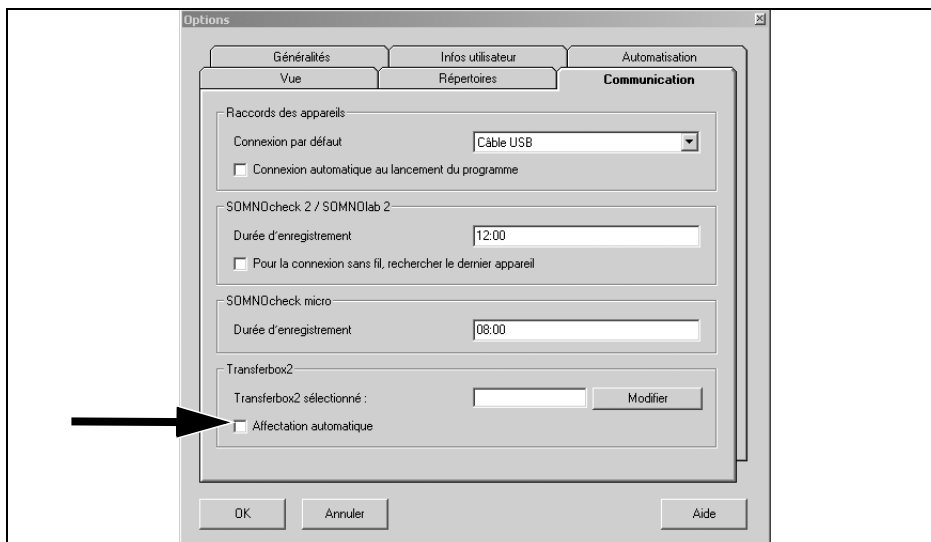 Options
Généralités
Infos utilisateur
Automatisation
Vue
Répertoires
Communication
Raccords des appareils
Connexion par défaut
Câble USB
Connexion automatique au lancement du programme
SOMNOcheck 2 / SOMNOlab 2
Durée d'enregistrement
12:00
Pour la connexion sans fil, rechercher le dernier appareil
SOMNOcheck micro
Durée d'enregistrement
08:00
Transferbox2
Transferbox2 sélectionné :
Modifier
Affectation automatique
OK
Annuler
Aide